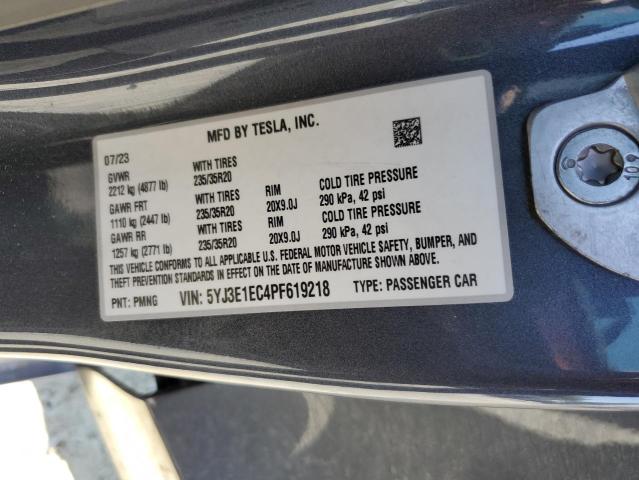 MFD BY TESLA, INC.
07/23
GVWR WITH TIRES
2212 kg (4877 lb) 235/35R20 RIM COLD TIRE PRESSURE
GAWR FRT WITH TIRES 20X9.0J 290 kPa, 42 psi
1110 kg (2447 lb) 235/35R20 RIM COLD TIRE PRESSURE
GAWR RR WITH TIRES 20X9.0J 290 kPa, 42 psi
1257 kg (2771 lb) 235/35R20
THIS VEHICLE CONFORMS TO ALL APPLICABLE U.S. FEDERAL MOTOR VEHICLE SAFETY, BUMPER, AND
THEFT PREVENTION STANDARDS IN EFFECT ON THE DATE OF MANUFACTURE SHOWN ABOVE.
PNT: PMNG VIN: 5YJ3E1EC4PF619218 TYPE: PASSENGER CAR